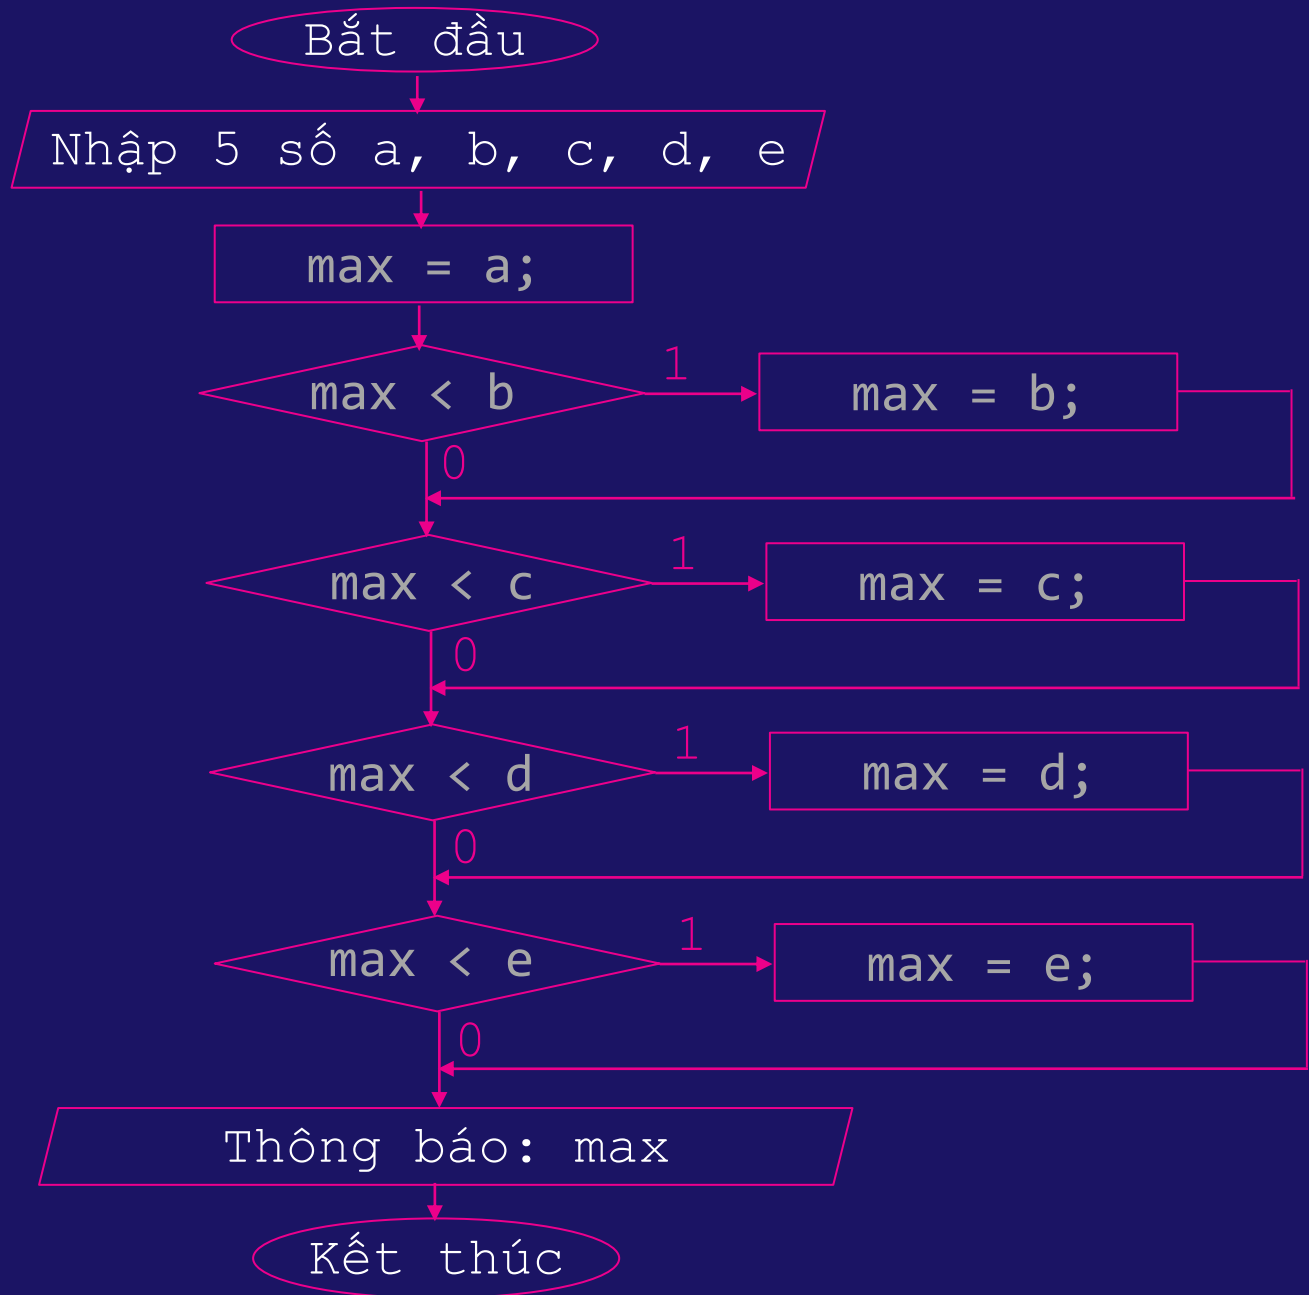 Bắt đầu
Nhập 5 số a, b, c, d, e
max = a;
max < b
1
max = b;
0
max < c
1
max = c;
0
max < d
1
max = d;
0
max < e
1
max = e;
0
Thông báo: max
Kết thúc